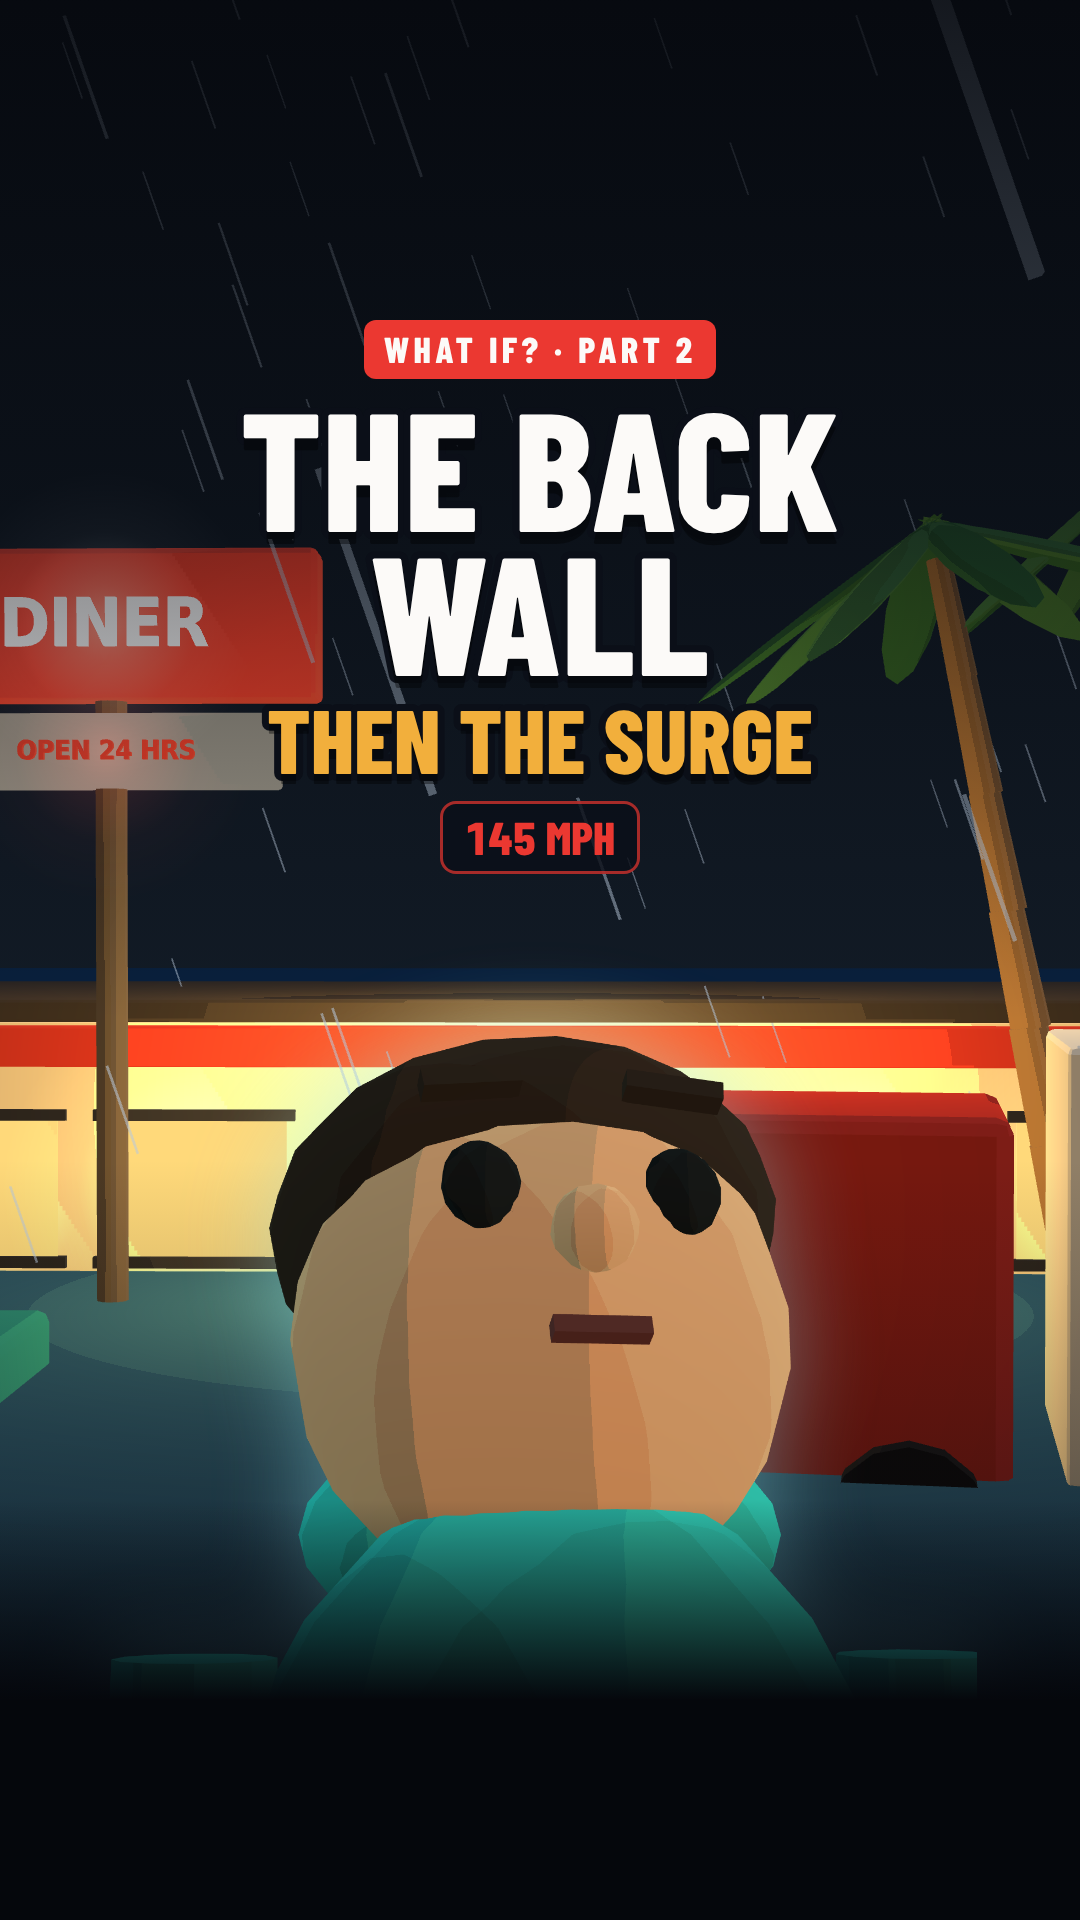 WHAT IF? · PART 2
THE BACK
WALL
DINER
THEN THE SURGE
OPEN 24 HRS
145 MPH